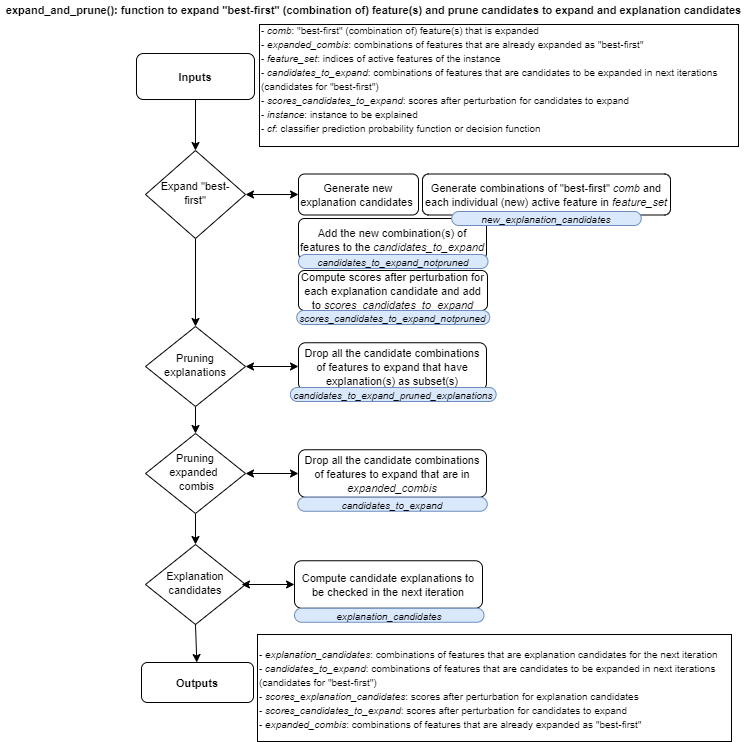 expand_and_prune(): function to expand "best-first" (combination of) feature(s) and prune candidates to expand and explanation candidates
Inputs
- comb: "best-first" (combination of) feature(s) that is expanded
- expanded_combis: combinations of features that are already expanded as "best-first"
- feature_set: indices of active features of the instance
- candidates_to_expand: combinations of features that are candidates to be expanded in next iterations
(candidates for "best-first")
- scores_candidates_to_expand: scores after perturbation for candidates to expand
- instance: instance to be explained
- cf: classifier prediction probability function or decision function
Expand "best-
first"
Generate new
explanation candidates
Generate combinations of "best-first" comb and
each individual (new) active feature in feature_set
new_explanation_candidates
Add the new combination(s) of
features to the candidates_to_expand
candidates_to_expand_notpruned
Compute scores after perturbation for
each explanation candidate and add
to scores_candidates_to_expand
scores_candidates_to_expand_notpruned
Pruning
explanations
Drop all the candidate combinations
of features to expand that have
explanation(s) as subset(s)
candidates_to_expand_pruned_explanations
Pruning
expanded
combis
Drop all the candidate combinations
of features to expand that are in
expanded_combis
candidates_to_expand
Explanation
candidates
Compute candidate explanations to
be checked in the next iteration
explanation_candidates
Outputs
- explanation_candidates: combinations of features that are explanation candidates for the next iteration
- candidates_to_expand: combinations of features that are candidates to be expanded in next iterations
(candidates for "best-first")
- scores_explanation_candidates: scores after perturbation for explanation candidates
- scores_candidates_to_expand: scores after perturbation for candidates to expand
- expanded_combis: combinations of features that are already expanded as "best-first"